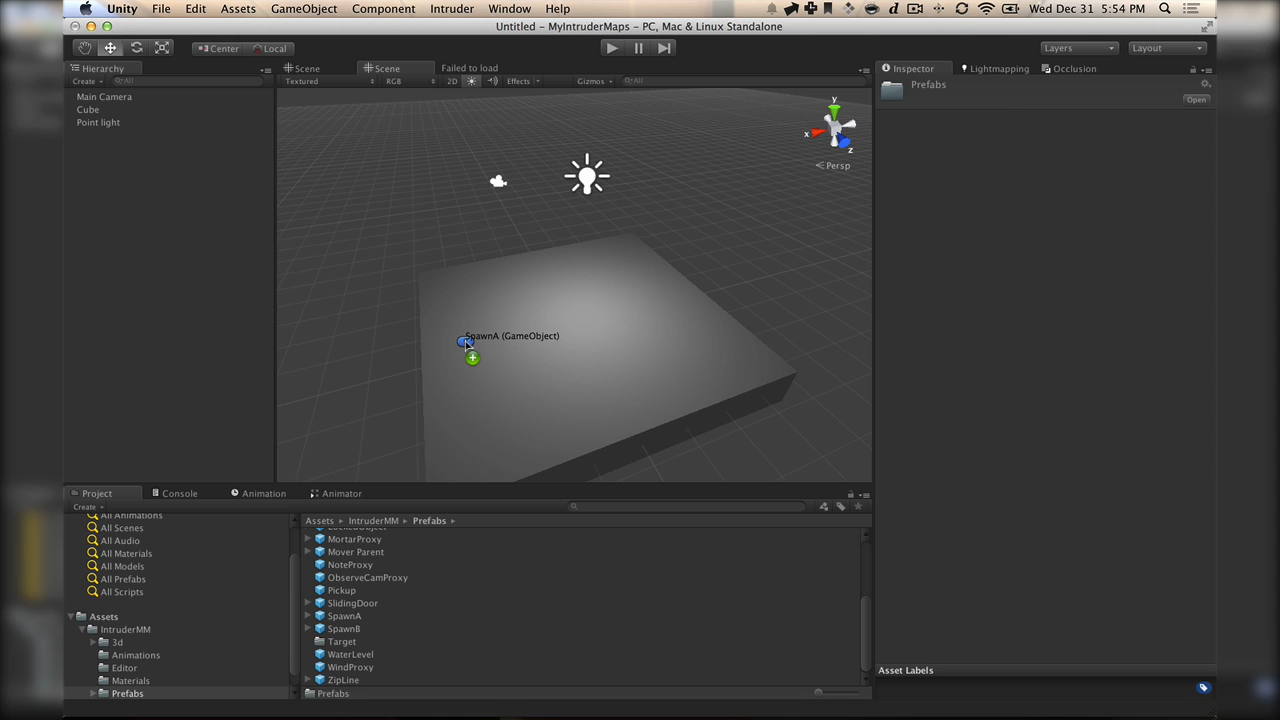 Unity File Edit Assets GameObject Component Intruder Window Help Wed Dec 31 5:54 PM
Untitled - MyIntruderMaps - PC, Mac & Linux Standalone
Center Local Layers Layout
Hierarchy Scene Scene Failed to load Inspector Lightmapping Occlusion
Create All Textured RGB 2D Effects Gizmos All Prefabs
Open
Main Camera
Cube
Point light
y
x
z
Persp
SpawnA (GameObject)
Project Console Animation Animator
Create
All Animations
All Scenes
All Audio
All Materials
All Models
All Prefabs
All Scripts
Assets
IntruderMM
3d
Animations
Editor
Materials
Prefabs
Assets IntruderMM Prefabs
LockedObject
MortarProxy
Mover Parent
NoteProxy
ObserveCamProxy
Pickup
SlidingDoor
SpawnA
SpawnB
Target
WaterLevel
WindProxy
ZipLine
Prefabs
Asset Labels